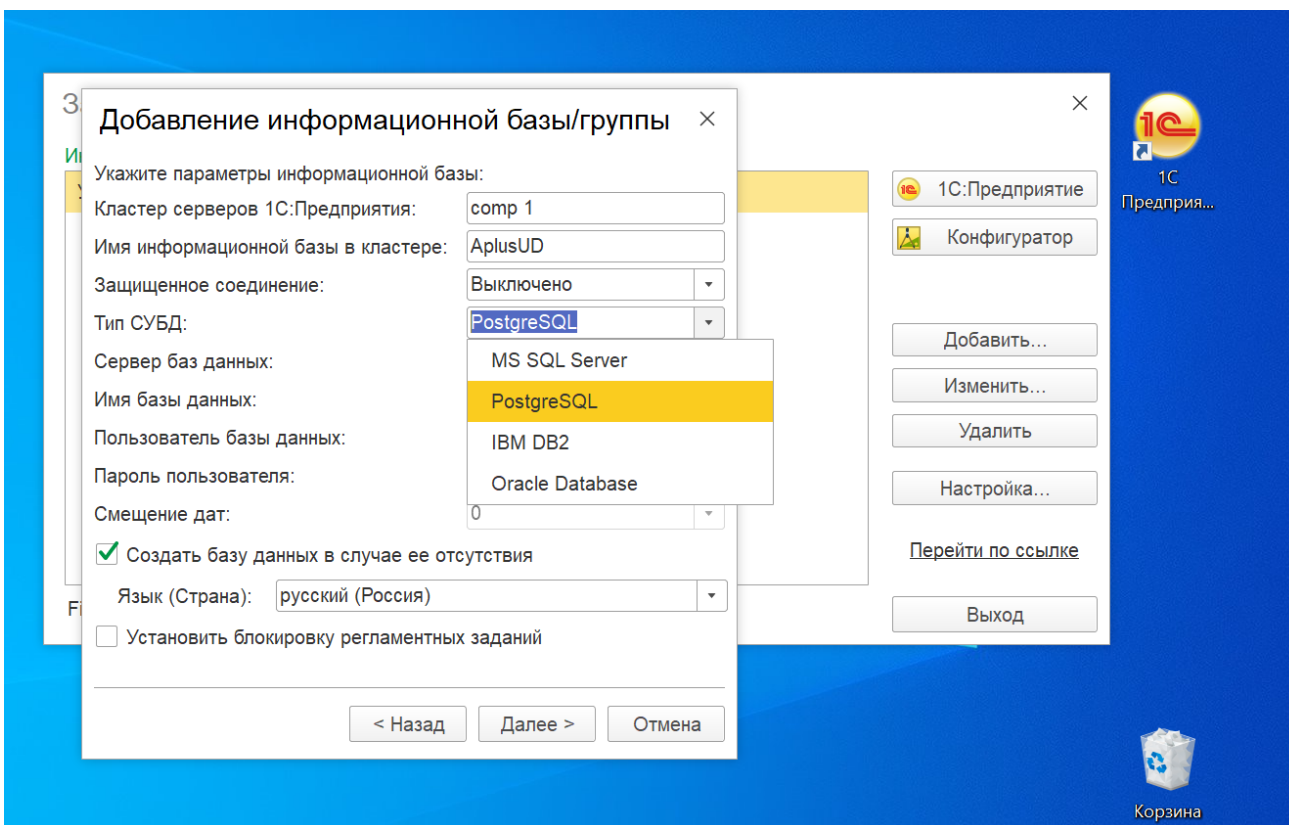 Добавление информационной базы/группы
Укажите параметры информационной базы:
Кластер серверов 1С:Предприятия: comp 1
Имя информационной базы в кластере: AplusUD
Защищенное соединение: Выключено
Тип СУБД: PostgreSQL
MS SQL Server
PostgreSQL
IBM DB2
Oracle Database
Сервер баз данных:
Имя базы данных:
Пользователь базы данных:
Пароль пользователя:
Смещение дат: 0
Создать базу данных в случае ее отсутствия
Язык (Страна): русский (Россия)
Установить блокировку регламентных заданий
< Назад
Далее >
Отмена
1С:Предприятие
Конфигуратор
Добавить...
Изменить...
Удалить
Настройка...
Перейти по ссылке
Выход
1С
Предприя...
Корзина